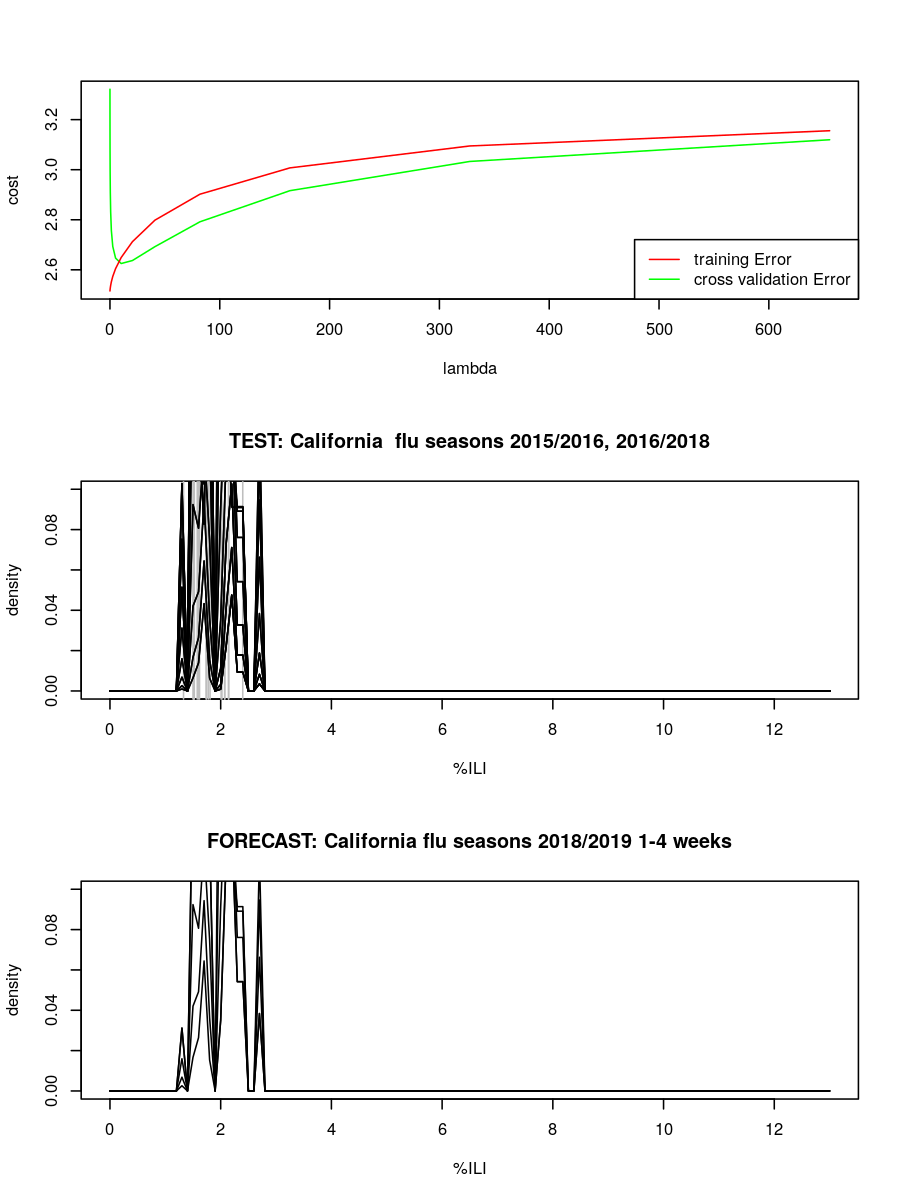 3.2
3.0
2.8
2.6
cost
training Error
cross validation Error
0 100 200 300 400 500 600
lambda
TEST: California  flu seasons 2015/2016, 2016/2018
0.08
0.04
0.00
density
0 2 4 6 8 10 12
%ILI
FORECAST: California flu seasons 2018/2019 1-4 weeks
0.08
0.04
0.00
density
0 2 4 6 8 10 12
%ILI